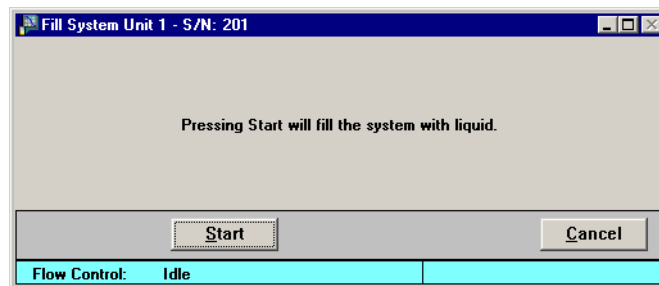 Fill System Unit 1 - S/N: 201
Pressing Start will fill the system with liquid.
Start Cancel
Flow Control: Idle